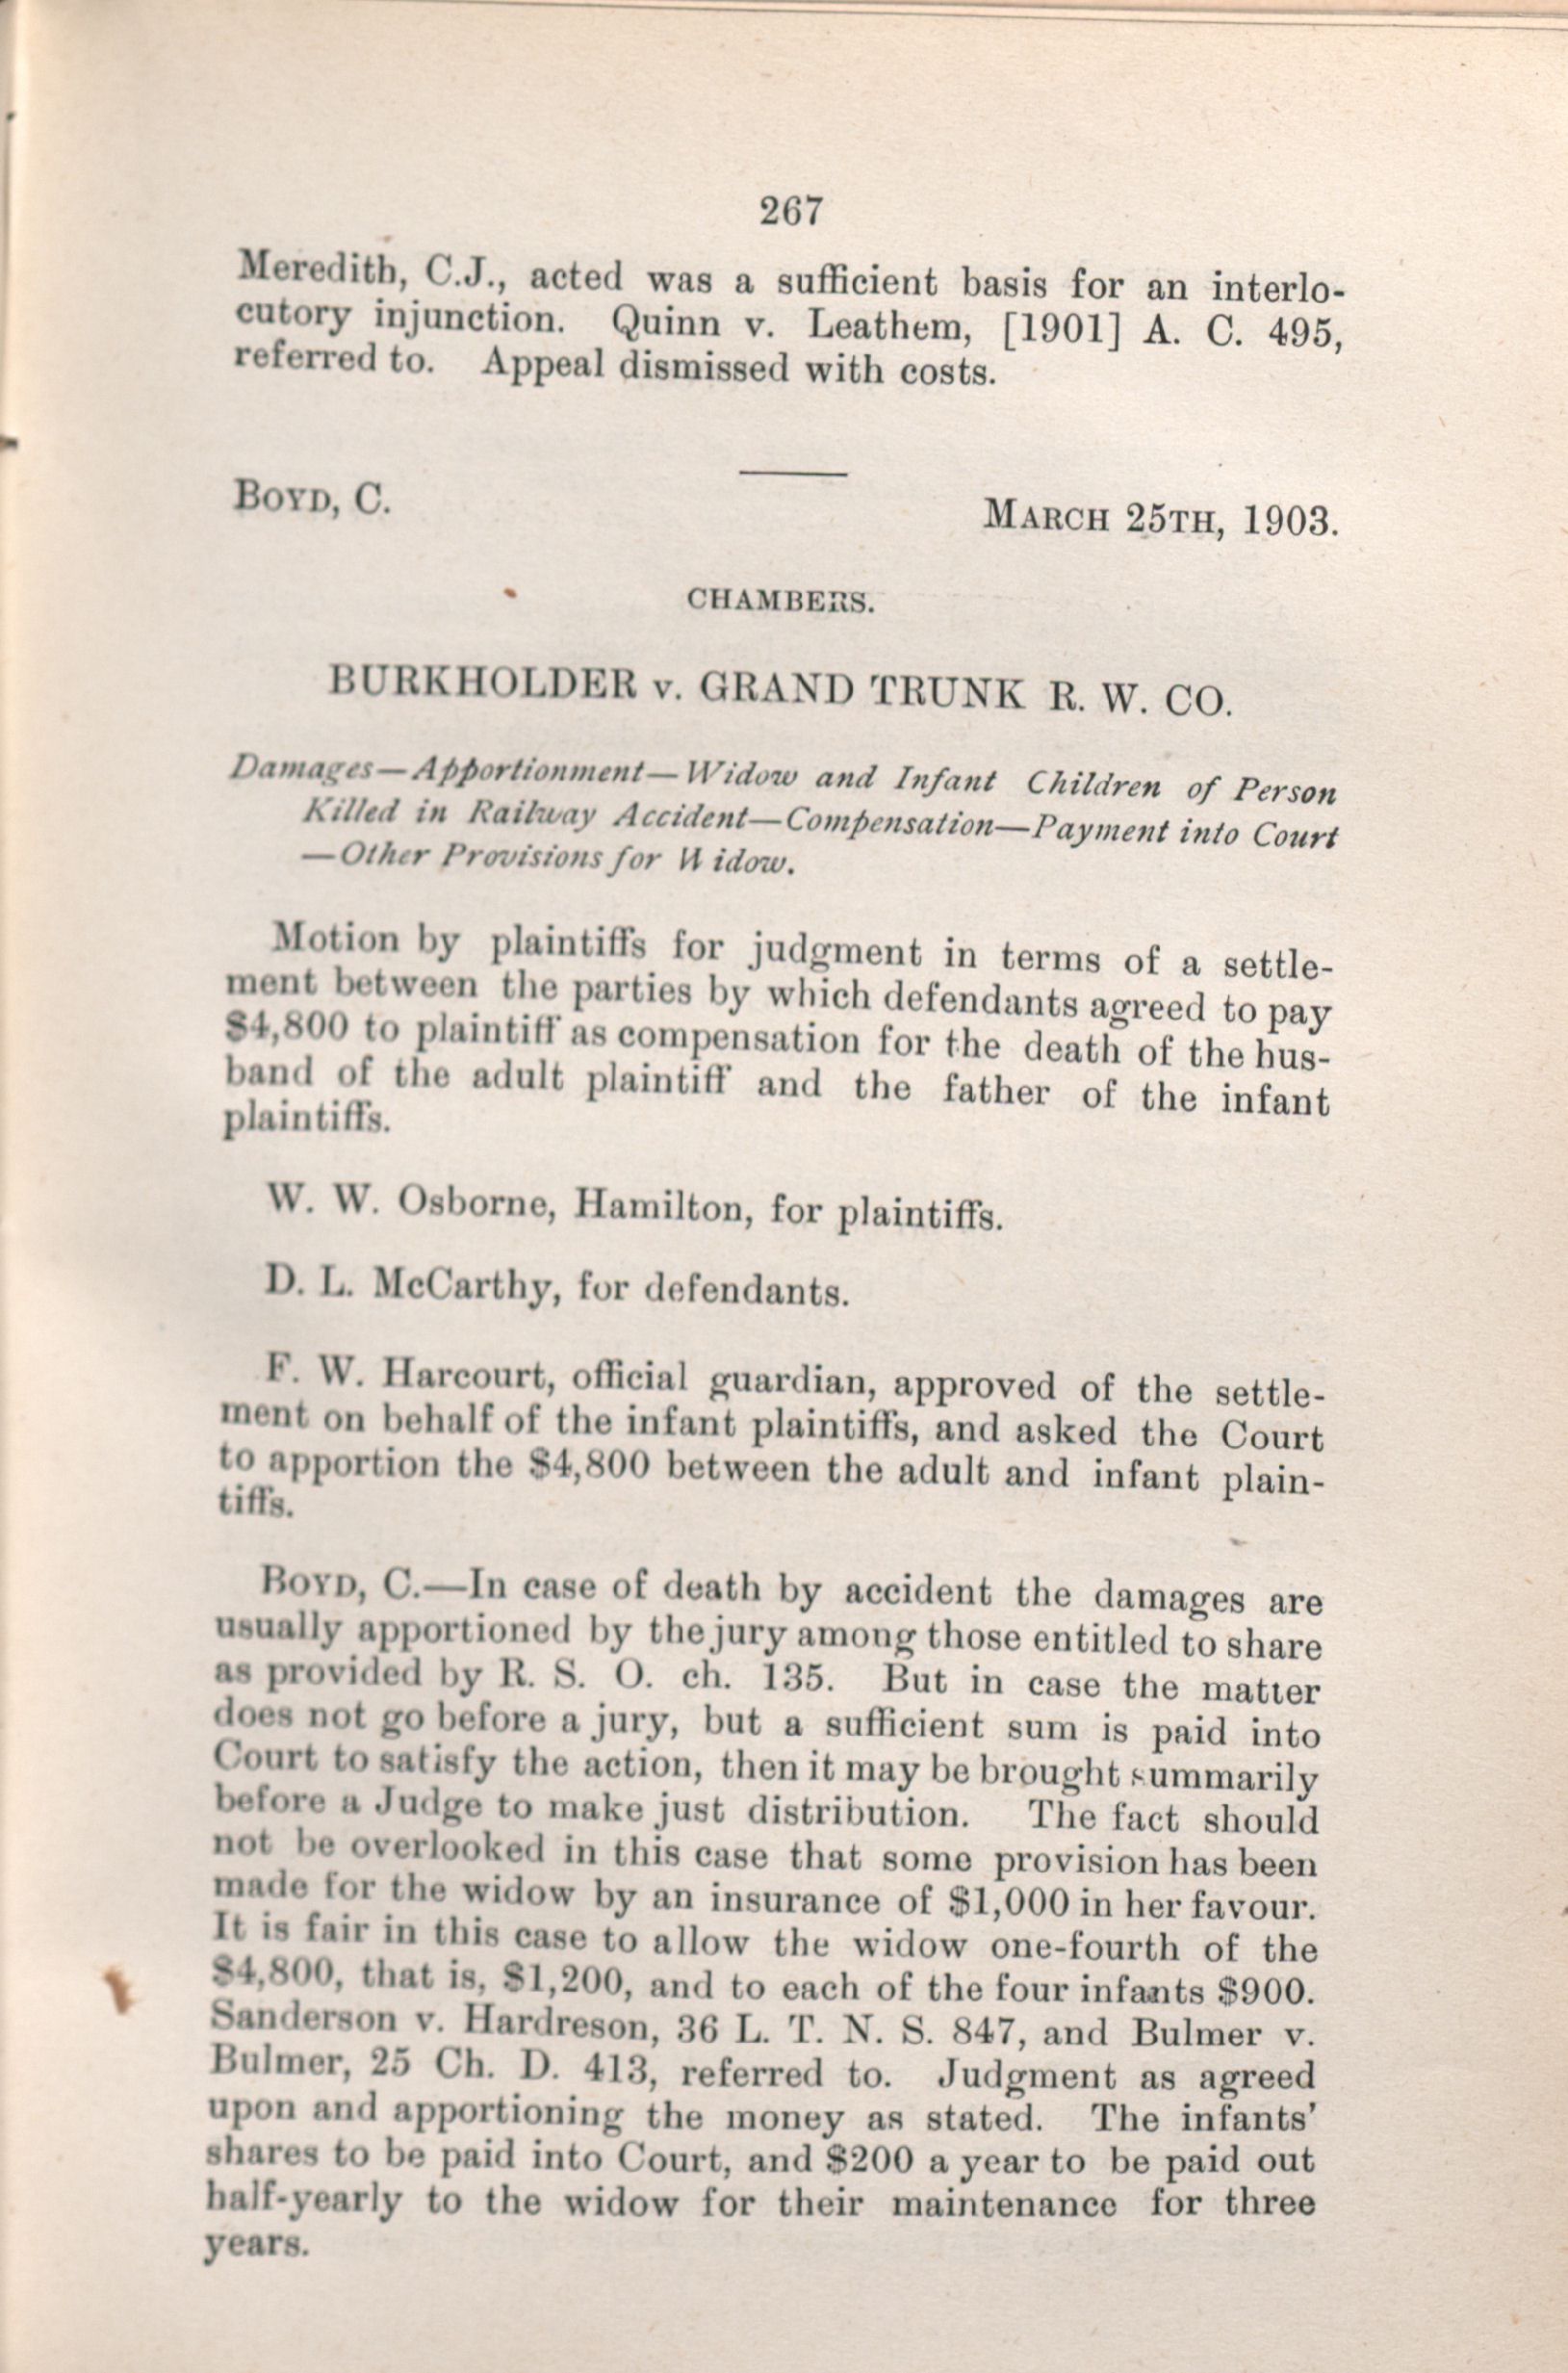 267
Meredith, C.J., acted was a sufficient basis for an interlo-
cutory injunction. Quinn v. Leathem, [1901] A. C. 495,
referred to. Appeal dismissed with costs.
BOYD, C.
MARCH 25TH, 1903.
CHAMBERS.
BURKHOLDER v. GRAND TRUNK R. W. CO.
Damages—Apportionment—Widow and Infant Children of Person
Killed in Railway Accident—Compensation—Payment into Court
—Other Provisions for Widow.
Motion by plaintiffs for judgment in terms of a settle-
ment between the parties by which defendants agreed to pay
$4,800 to plaintiff as compensation for the death of the hus-
band of the adult plaintiff and the father of the infant
plaintiffs.
W. W. Osborne, Hamilton, for plaintiffs.
D. L. McCarthy, for defendants.
F. W. Harcourt, official guardian, approved of the settle-
ment on behalf of the infant plaintiffs, and asked the Court
to apportion the $4,800 between the adult and infant plain-
tiffs.
BOYD, C.—In case of death by accident the damages are
usually apportioned by the jury among those entitled to share
as provided by R. S. O. ch. 135. But in case the matter
does not go before a jury, but a sufficient sum is paid into
Court to satisfy the action, then it may be brought summarily
before a Judge to make just distribution. The fact should
not be overlooked in this case that some provision has been
made for the widow by an insurance of $1,000 in her favour.
It is fair in this case to allow the widow one-fourth of the
$4,800, that is, $1,200, and to each of the four infants $900.
Sanderson v. Hardreson, 36 L. T. N. S. 847, and Bulmer v.
Bulmer, 25 Ch. D. 413, referred to. Judgment as agreed
upon and apportioning the money as stated. The infants'
shares to be paid into Court, and $200 a year to be paid out
half-yearly to the widow for their maintenance for three
years.